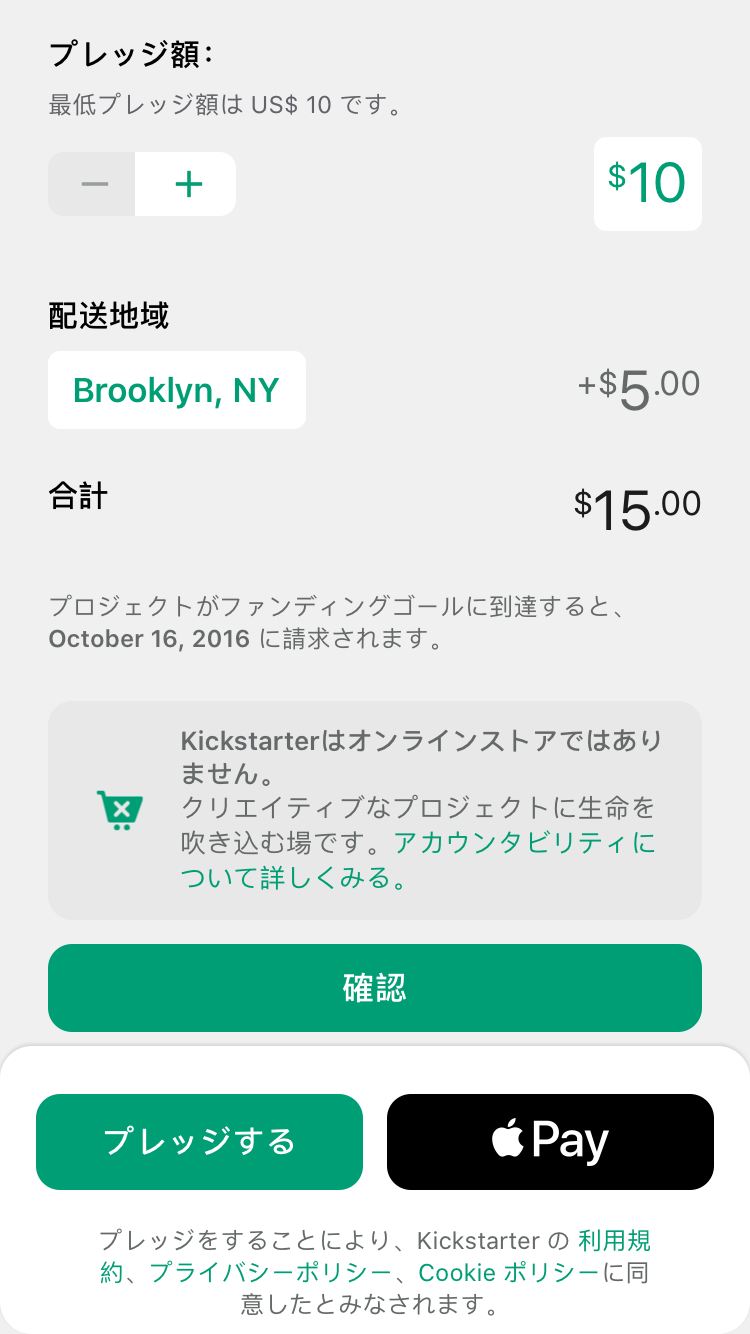 プレッジ額：
最低プレッジ額は US$ 10 です。
− +
$10
配送地域
Brooklyn, NY
+$5.00
合計
$15.00
プロジェクトがファンディングゴールに到達すると、
October 16, 2016 に請求されます。
Kickstarterはオンラインストアではあり
ません。
クリエイティブなプロジェクトに生命を
吹き込む場です。アカウンタビリティに
ついて詳しくみる。
確認
プレッジする
Pay
プレッジをすることにより、Kickstarter の 利用規
約、プライバシーポリシー、Cookie ポリシーに同
意したとみなされます。